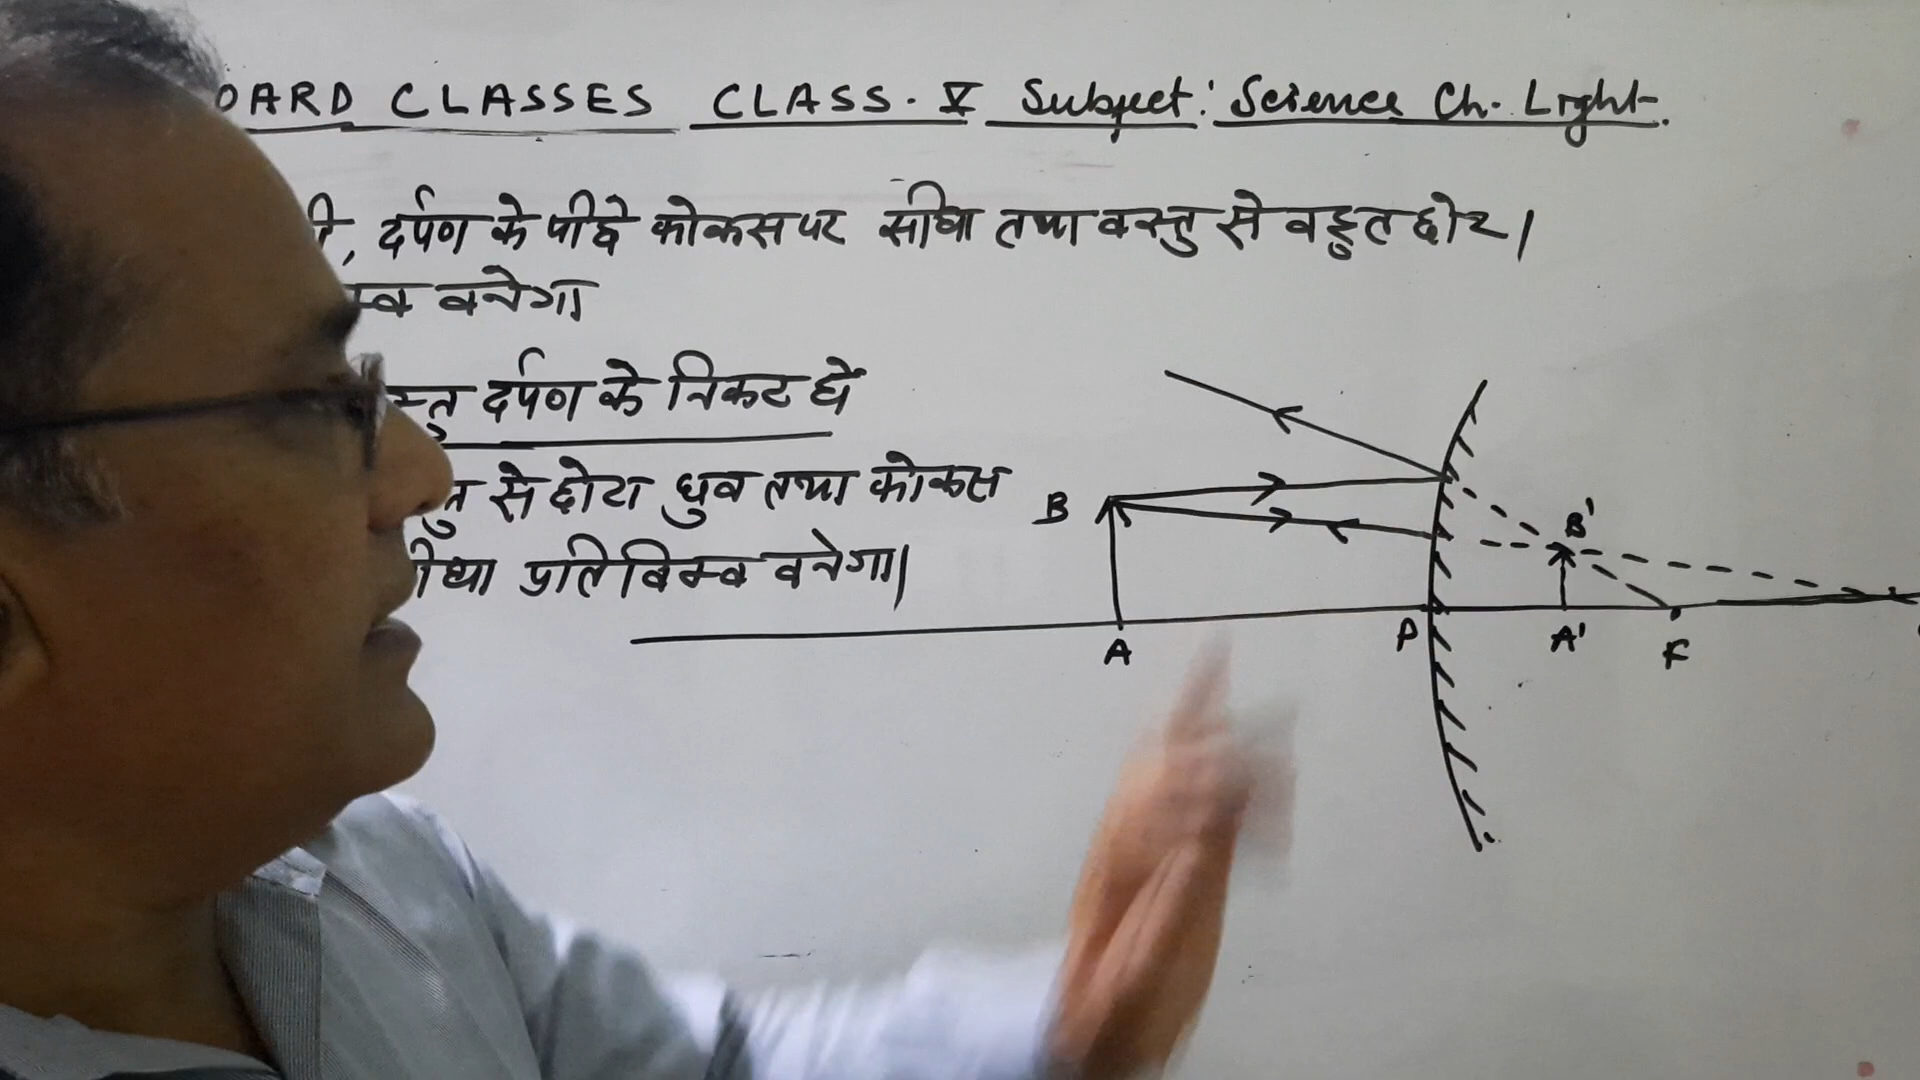 OARD CLASSES CLASS. X Subject: Science Ch. Light
दर्पण के पीछे फोकस पर सीधा तथा वस्तु से बहुत छोटा
बनेगा
दर्पण के निकट है
से छोटा ध्रुव तथा फोकस
प्रतिबिम्ब बनेगा।
B
B'
A
P
A'
F